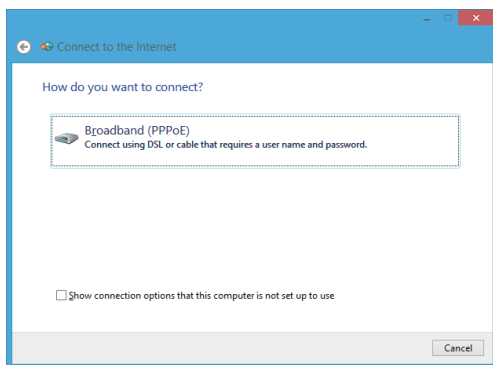 Connect to the Internet
How do you want to connect?
Broadband (PPPoE)
Connect using DSL or cable that requires a user name and password.
Show connection options that this computer is not set up to use
Cancel